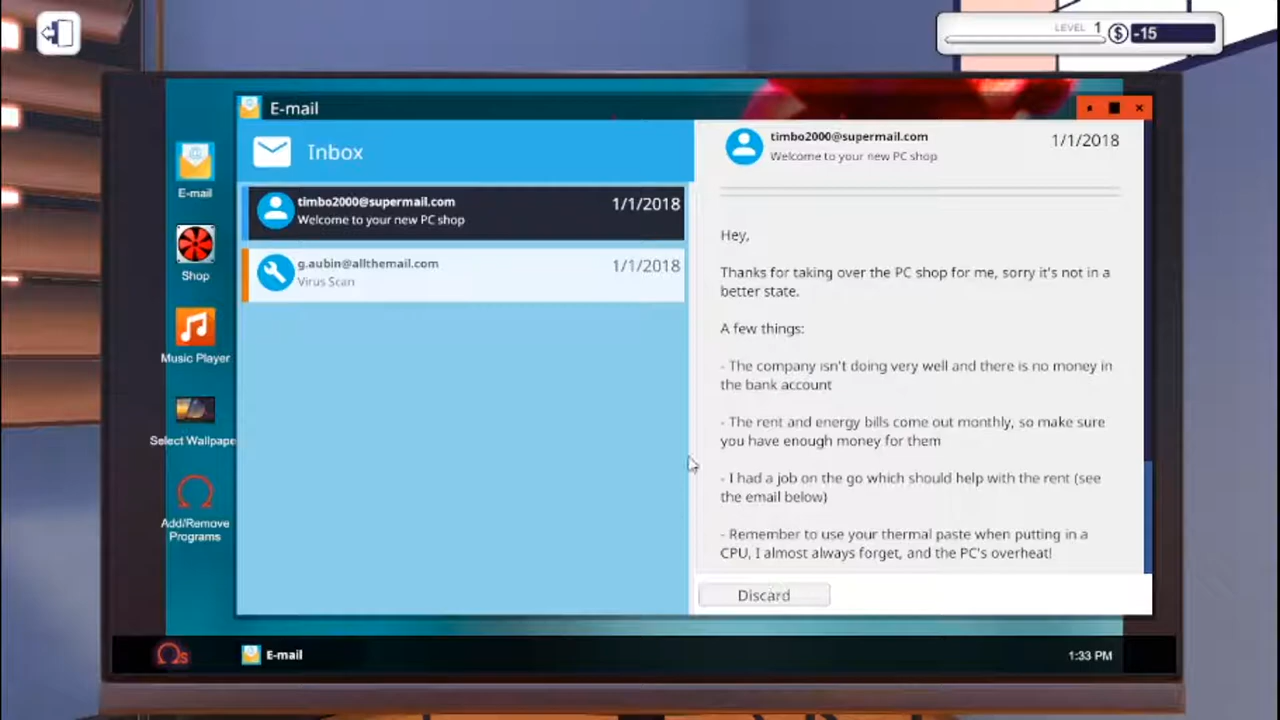 LEVEL 1
$ -15
E-mail
Inbox
timbo2000@supermail.com
1/1/2018
Welcome to your new PC shop
g.aubin@allthemail.com
1/1/2018
Virus Scan
timbo2000@supermail.com
1/1/2018
Welcome to your new PC shop
Hey,
Thanks for taking over the PC shop for me, sorry it's not in a
better state.
A few things:
- The company isn't doing very well and there is no money in
the bank account
- The rent and energy bills come out monthly, so make sure
you have enough money for them
- I had a job on the go which should help with the rent (see
the email below)
- Remember to use your thermal paste when putting in a
CPU, I almost always forget, and the PC's overheat!
Discard
E-mail
Shop
Music Player
Select Wallpape
Add/Remove
Programs
Ωs
E-mail
1:33 PM